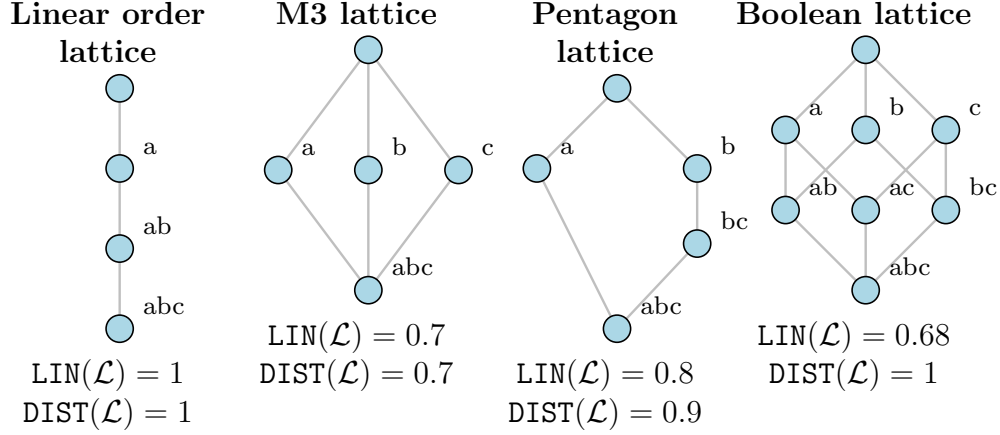 Linear order
lattice
a
ab
abc
LIN(ℒ) = 1
DIST(ℒ) = 1
M3 lattice
a b c
abc
LIN(ℒ) = 0.7
DIST(ℒ) = 0.7
Pentagon
lattice
a b
bc
abc
LIN(ℒ) = 0.8
DIST(ℒ) = 0.9
Boolean lattice
a b c
ab ac bc
abc
LIN(ℒ) = 0.68
DIST(ℒ) = 1